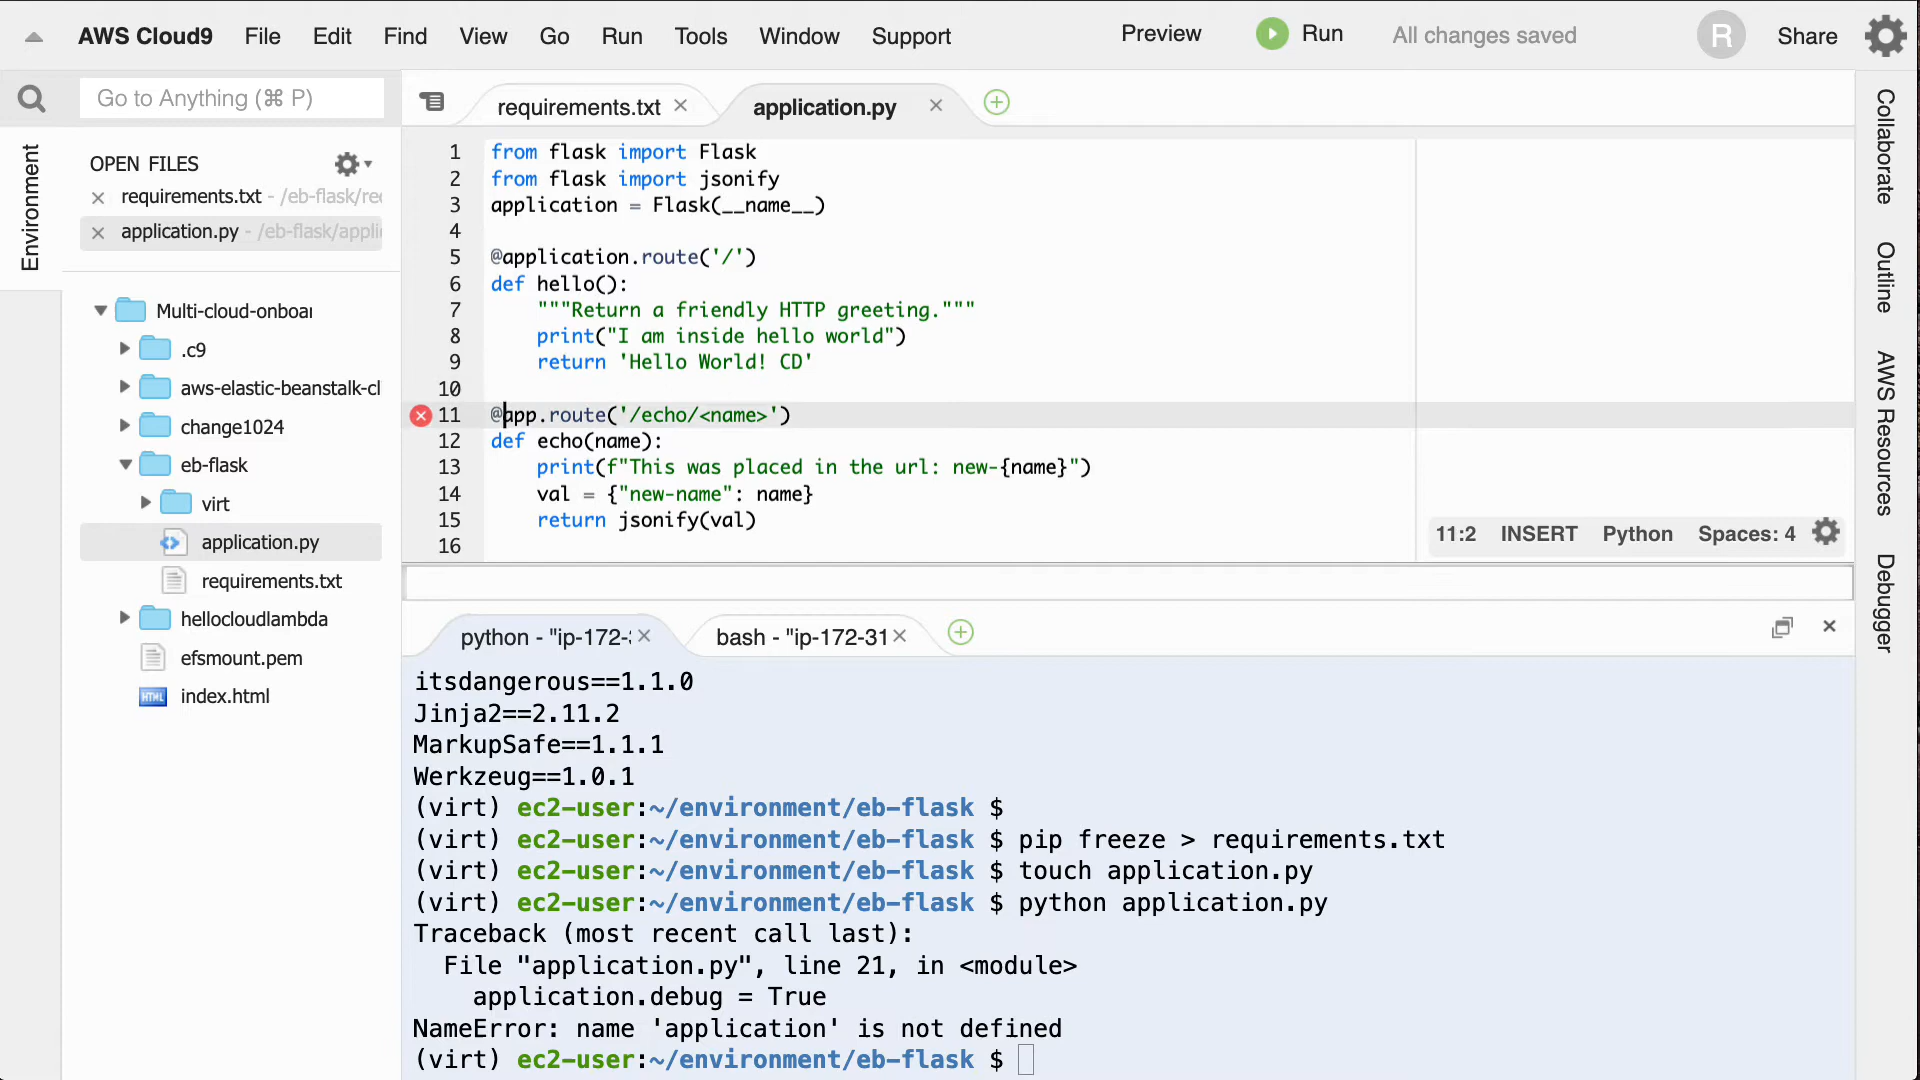 AWS Cloud9 File Edit Find View Go Run Tools Window Support Preview Run All changes saved R Share
Go to Anything (⌘ P)
Environment
OPEN FILES
requirements.txt - /eb-flask/re
application.py - /eb-flask/appli
Multi-cloud-onboar
.c9
aws-elastic-beanstalk-cl
change1024
eb-flask
virt
application.py
requirements.txt
hellocloudlambda
efsmount.pem
index.html
requirements.txt
application.py
1 from flask import Flask
2 from flask import jsonify
3 application = Flask(__name__)
4
5 @application.route('/')
6 def hello():
7     """Return a friendly HTTP greeting."""
8     print("I am inside hello world")
9     return 'Hello World! CD'
10
11 @app.route('/echo/<name>')
12 def echo(name):
13     print(f"This was placed in the url: new-{name}")
14     val = {"new-name": name}
15     return jsonify(val)
16
11:2 INSERT Python Spaces: 4
python - "ip-172-
bash - "ip-172-31
itsdangerous==1.1.0
Jinja2==2.11.2
MarkupSafe==1.1.1
Werkzeug==1.0.1
(virt) ec2-user:~/environment/eb-flask $
(virt) ec2-user:~/environment/eb-flask $ pip freeze > requirements.txt
(virt) ec2-user:~/environment/eb-flask $ touch application.py
(virt) ec2-user:~/environment/eb-flask $ python application.py
Traceback (most recent call last):
  File "application.py", line 21, in <module>
    application.debug = True
NameError: name 'application' is not defined
(virt) ec2-user:~/environment/eb-flask $
Collaborate
Outline
AWS Resources
Debugger